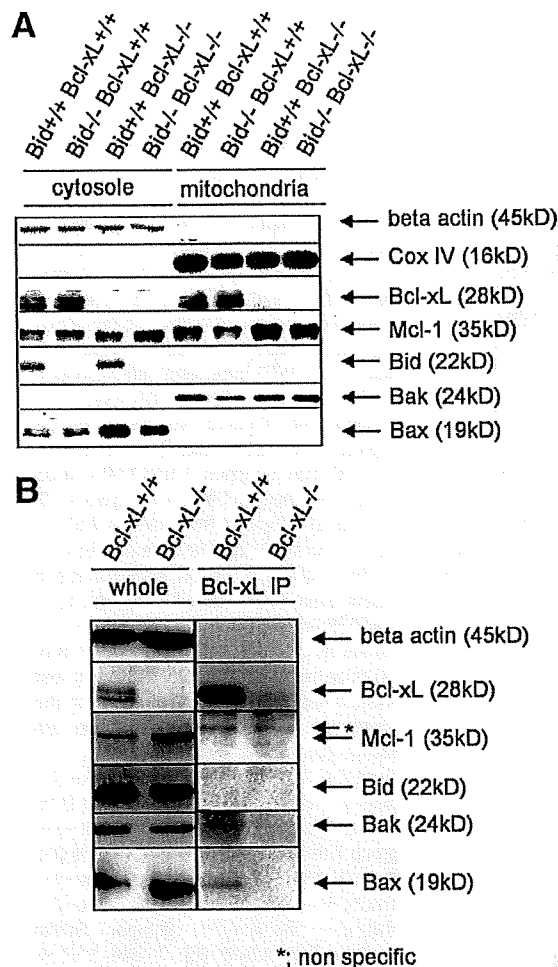 A
Bid+/+ Bcl-xL+/+
Bid-/- Bcl-xL+/+
Bid+/+ Bcl-xL-/-
Bid-/- Bcl-xL-/-
Bid+/+ Bcl-xL+/+
Bid-/- Bcl-xL+/+
Bid+/+ Bcl-xL-/-
Bid-/- Bcl-xL-/-
cytosole mitochondria
beta actin (45kD)
Cox IV (16kD)
Bcl-xL (28kD)
Mcl-1 (35kD)
Bid (22kD)
Bak (24kD)
Bax (19kD)
B
Bcl-xL+/+
Bcl-xL-/-
Bcl-xL+/+
Bcl-xL-/-
whole Bcl-xL IP
beta actin (45kD)
Bcl-xL (28kD)
*
Mcl-1 (35kD)
Bid (22kD)
Bak (24kD)
Bax (19kD)
*; non specific